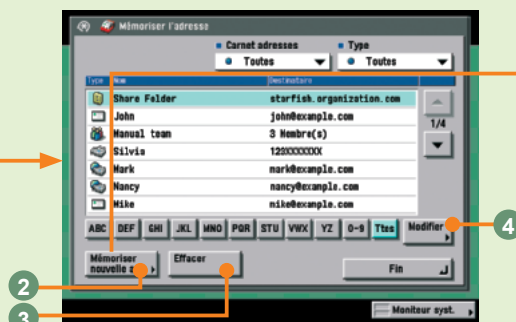 Mémoriser l'adresse
Carnet adresses Type
Toutes Toutes
Type Nom Destinataire
Share Folder starfish.organization.com
John john@example.com
1/4
Manual team 3 Membre(s)
Silvia 123XXXXXXX
Mark mark@example.com
Nancy nancy@example.com
Mike mike@example.com
ABC DEF GHI JKL MNO PQR STU VWX YZ 0-9 Ttes Modifier
4
Mémoriser
nouvelle Effacer
Fin
2
3
Moniteur syst.